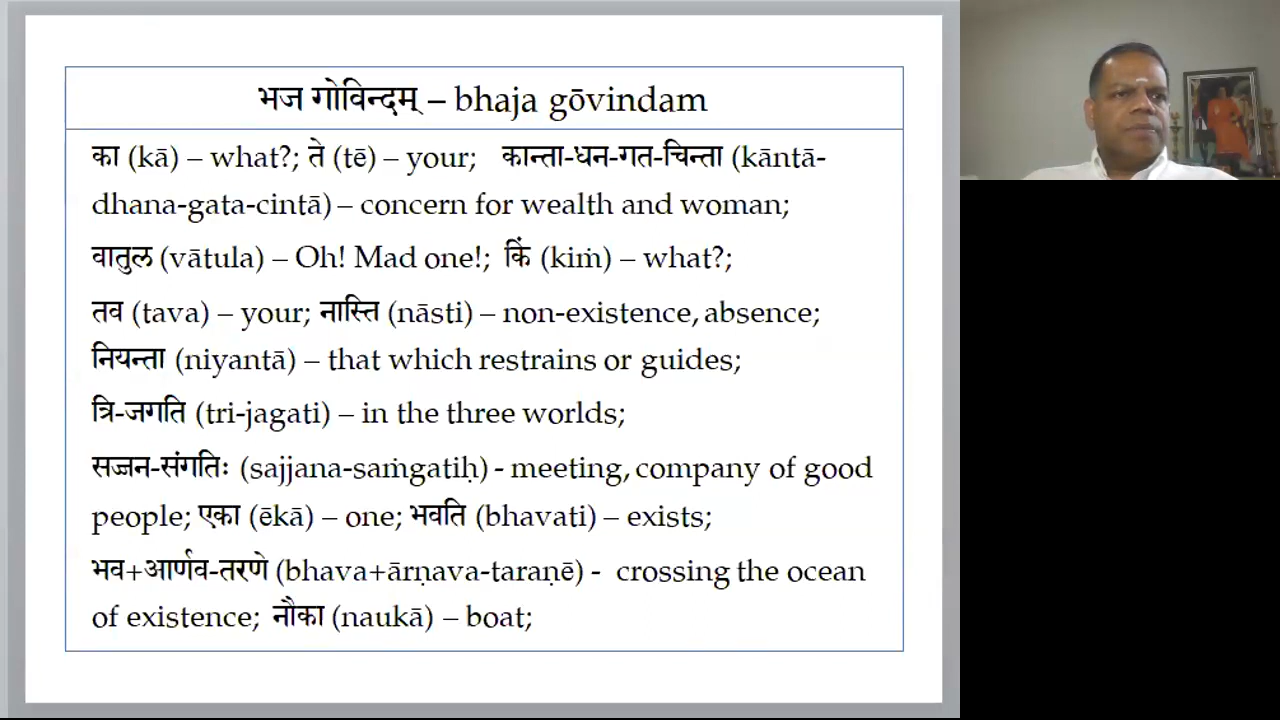 भज गोविन्दम् – bhaja gōvindam
का (kā) – what?; ते (tē) – your; कान्ता-धन-गत-चिन्ता (kāntā-
dhana-gata-cintā) – concern for wealth and woman;
वातुल (vātula) – Oh! Mad one!; किं (kiṁ) – what?;
तव (tava) – your; नास्ति (nāsti) – non-existence, absence;
नियन्ता (niyantā) – that which restrains or guides;
त्रि-जगति (tri-jagati) – in the three worlds;
सज्जन-संगतिः (sajjana-saṁgatiḥ) - meeting, company of good
people; एका (ēkā) – one; भवति (bhavati) – exists;
भव+आर्णव-तरणे (bhava+ārṇava-taraṇē) - crossing the ocean
of existence; नौका (naukā) – boat;